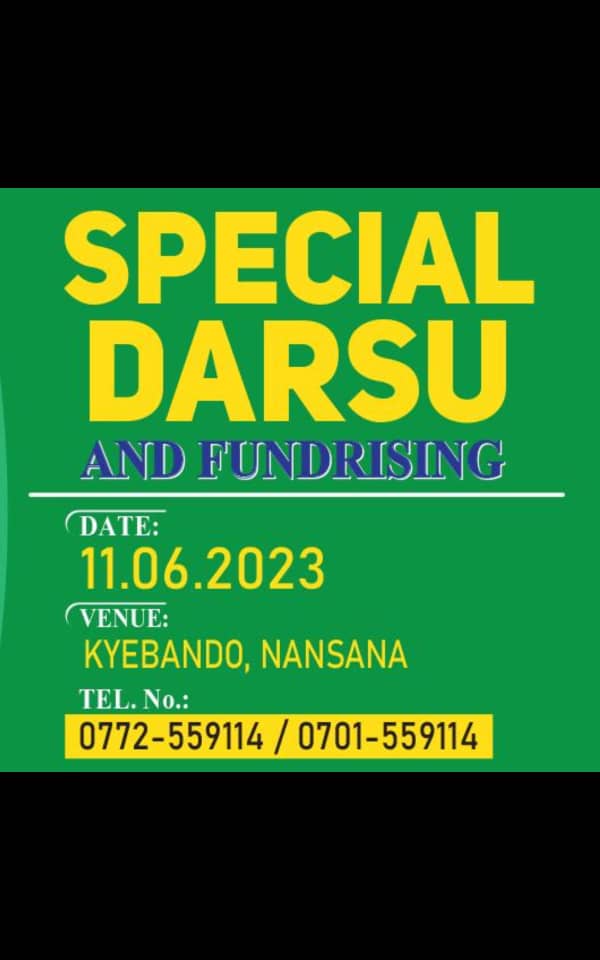 SPECIAL
DARSU
AND FUNDRISING
DATE:
11.06.2023
VENUE:
KYEBANDO, NANSANA
TEL. No.:
0772-559114 / 0701-559114